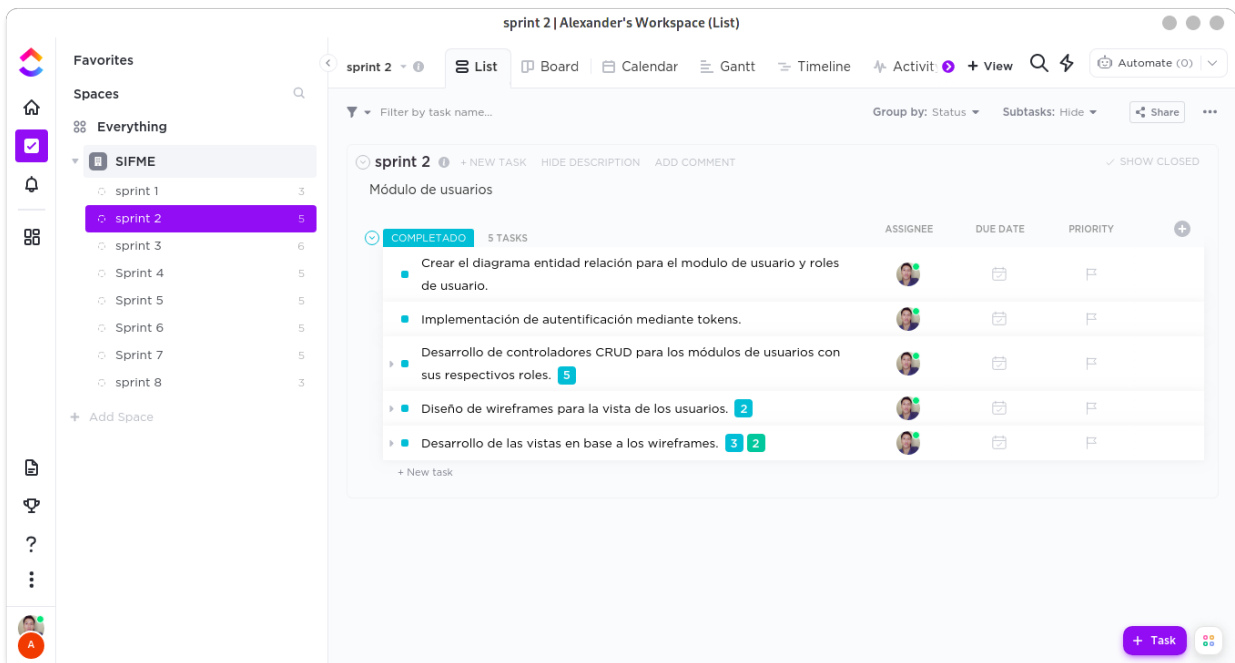 sprint 2 | Alexander's Workspace (List)
Favorites
Spaces
Everything
SIFME
sprint 1 3
sprint 2 5
sprint 3 6
Sprint 4 5
Sprint 5 5
Sprint 6 5
Sprint 7 5
sprint 8 3
+ Add Space
A
sprint 2 List Board Calendar Gantt Timeline Activit + View Automate (0)
Filter by task name... Group by: Status Subtasks: Hide Share
sprint 2 + NEW TASK HIDE DESCRIPTION ADD COMMENT SHOW CLOSED
Módulo de usuarios
COMPLETADO 5 TASKS ASSIGNEE DUE DATE PRIORITY
Crear el diagrama entidad relación para el modulo de usuario y roles
de usuario.
Implementación de autentificación mediante tokens.
Desarrollo de controladores CRUD para los módulos de usuarios con
sus respectivos roles. 5
Diseño de wireframes para la vista de los usuarios. 2
Desarrollo de las vistas en base a los wireframes. 3 2
+ New task
+ Task